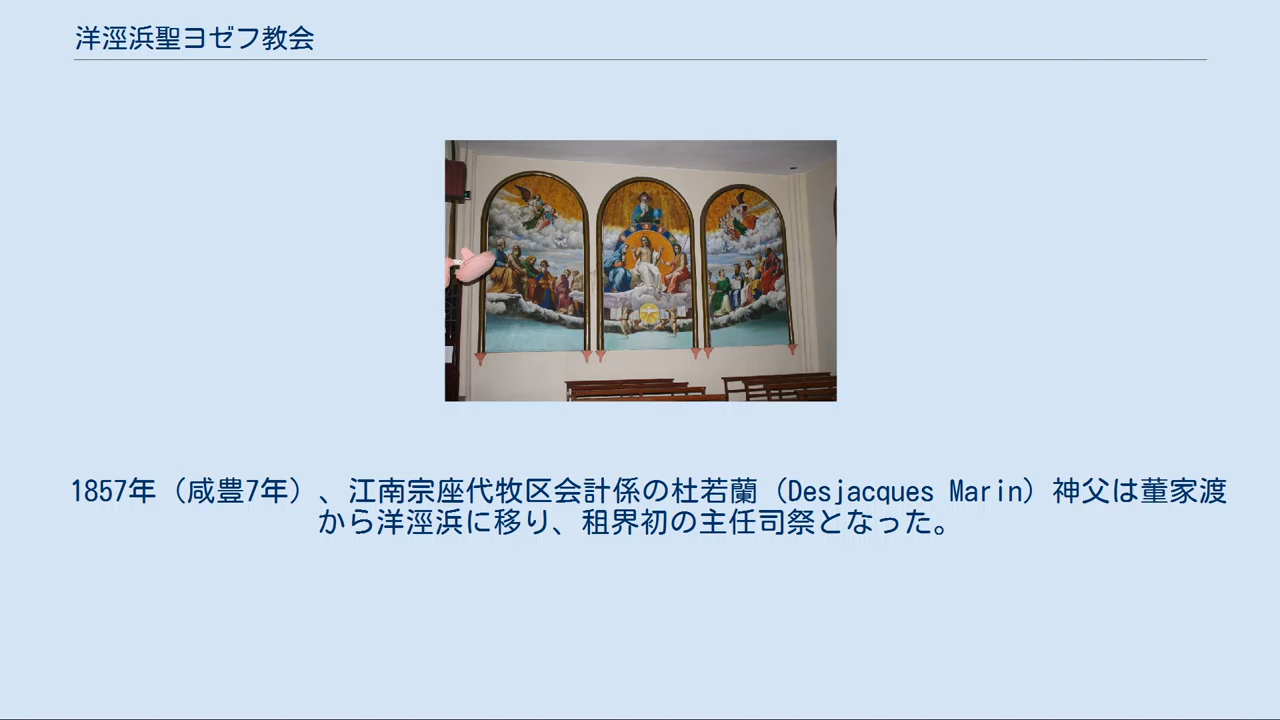 洋涇浜聖ヨゼフ教会
1857年（咸豊7年）、江南宗座代牧区会計係の杜若蘭（Desjacques Marin）神父は董家渡
から洋涇浜に移り、租界初の主任司祭となった。